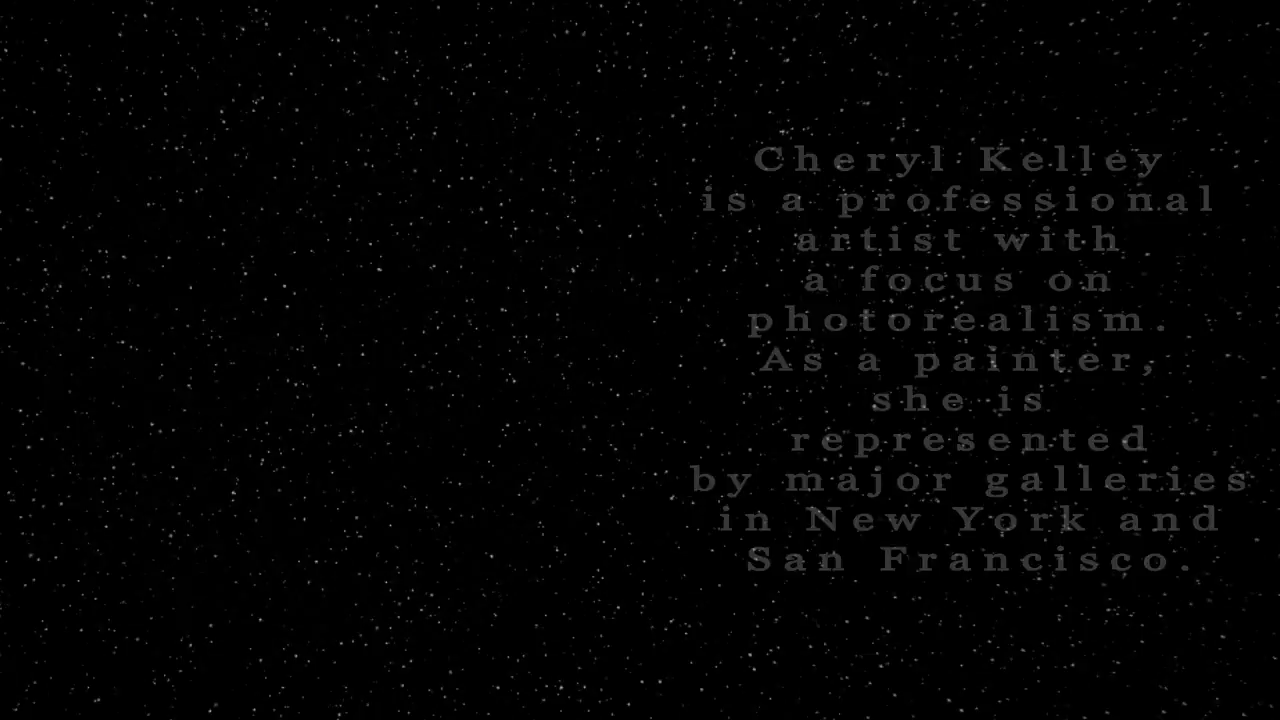 Cheryl Kelley
is a professional
artist with
a focus on
photorealism.
As a painter,
she is
represented
by major galleries
in New York and
San Francisco.